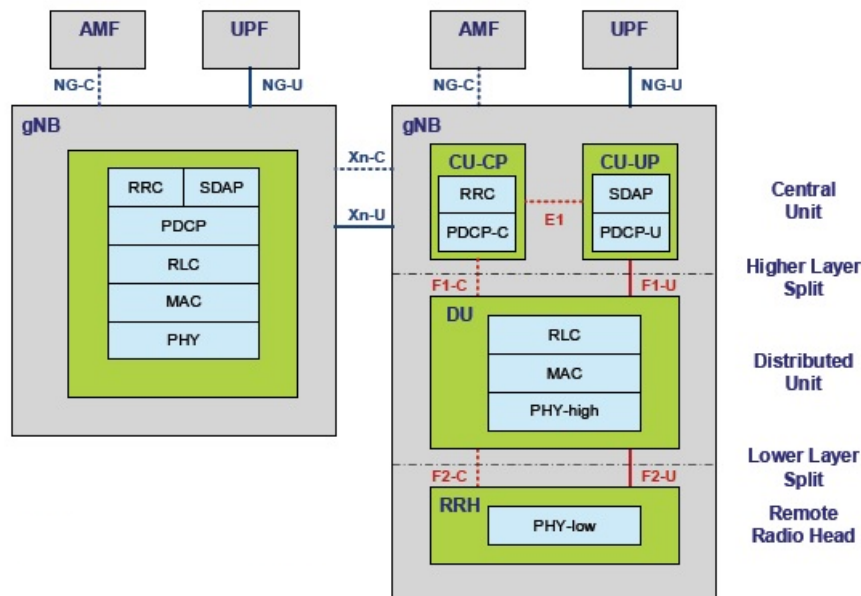 AMF
UPF
AMF
UPF
NG-C
NG-U
NG-C
NG-U
gNB
gNB
Xn-C
Xn-U
RRC
SDAP
PDCP
RLC
MAC
PHY
CU-CP
RRC
PDCP-C
E1
CU-UP
SDAP
PDCP-U
Central
Unit
F1-C
F1-U
Higher Layer
Split
DU
RLC
MAC
PHY-high
Distributed
Unit
F2-C
F2-U
Lower Layer
Split
RRH
PHY-low
Remote
Radio Head